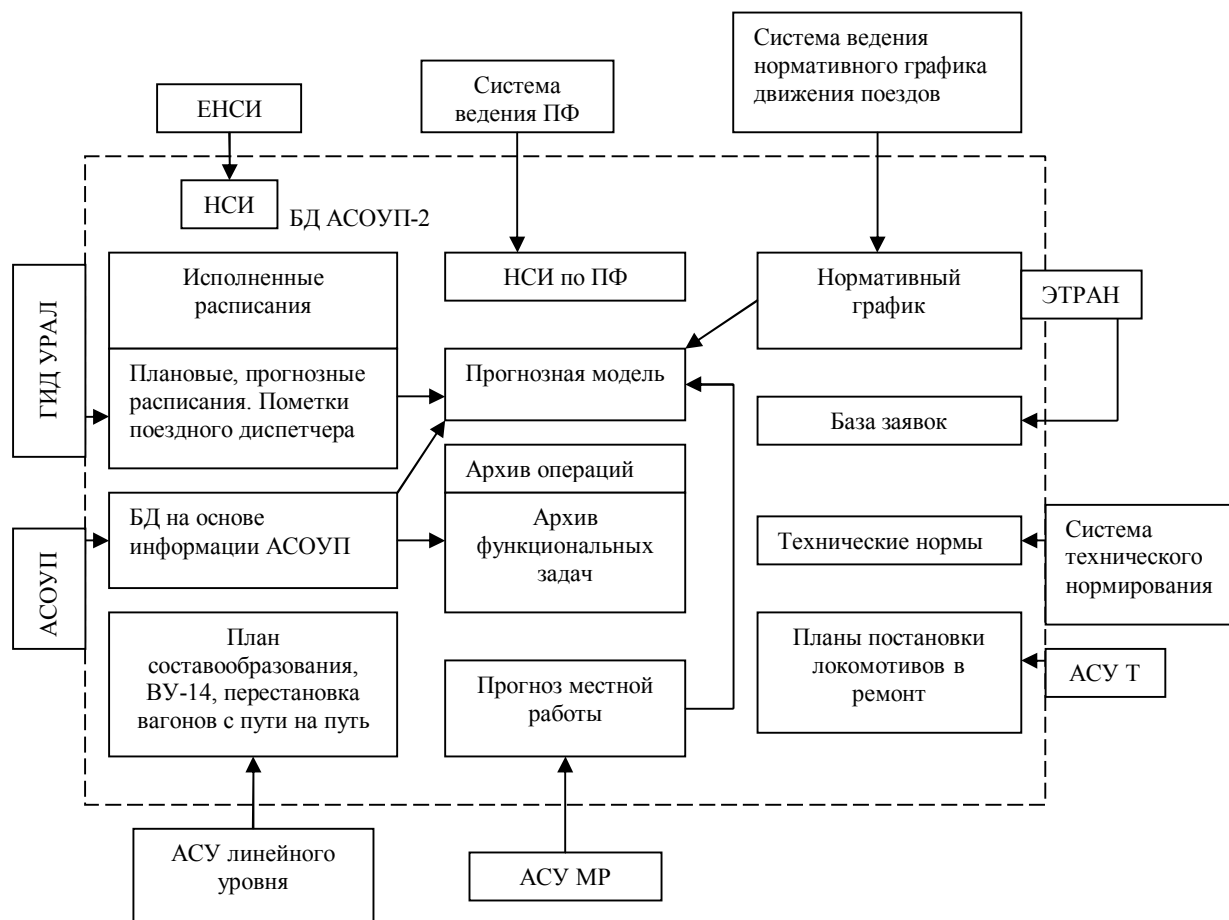 Система ведения
нормативного графика
движения поездов
Система
ведения ПФ
ЕНСИ
НСИ
БД АСОУП-2
ГИД УРАЛ
Исполненные
расписания
НСИ по ПФ
Нормативный
график
ЭТРАН
Плановые, прогнозные
расписания. Пометки
поездного диспетчера
Прогнозная модель
База заявок
АСОУП
БД на основе
информации АСОУП
Архив операций
Архив
функциональных
задач
Технические нормы
Система
технического
нормирования
План
составообразования,
ВУ-14, перестановка
вагонов с пути на путь
Прогноз местной
работы
Планы постановки
локомотивов в
ремонт
АСУ Т
АСУ линейного
уровня
АСУ МР